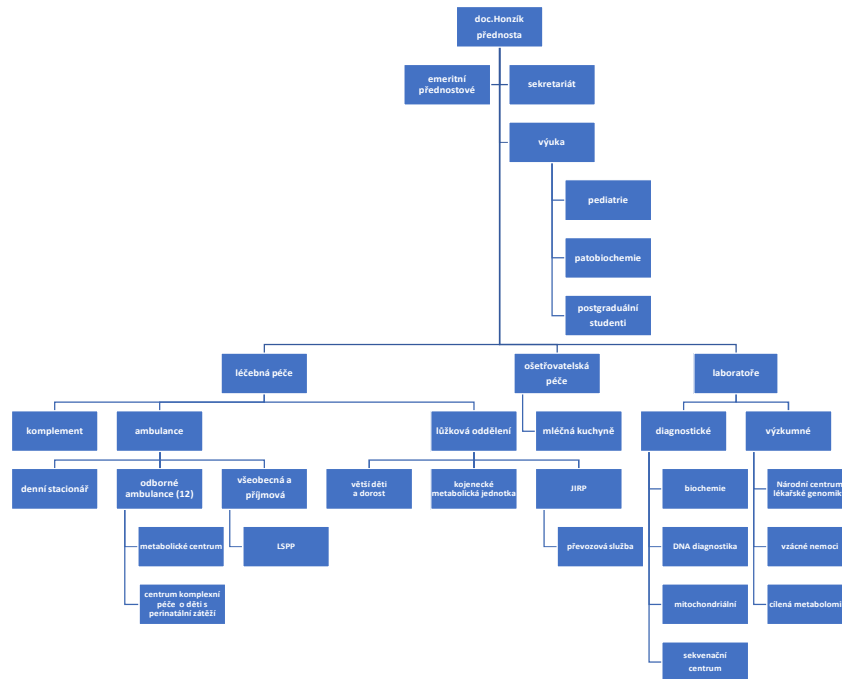 doc.Honzík
přednosta
emeritní
přednostové
sekretariát
výuka
pediatrie
patobiochemie
postgraduální
studenti
léčebná péče
ošetřovatelská
péče
laboratoře
komplement
ambulance
lůžková oddělení
mléčná kuchyně
diagnostické
výzkumné
denní stacionář
odborné
ambulance (12)
všeobecná a
příjmová
větší děti
a dorost
kojenecké
metabolická jednotka
JIRP
biochemie
Národní centrum
lékařské genomik
metabolické centrum
LSPP
převozová služba
DNA diagnostika
vzácné nemoci
centrum komplexní
péče o děti s
perinatální zátěží
mitochondriální
cílená metabolomi
sekvenační
centrum